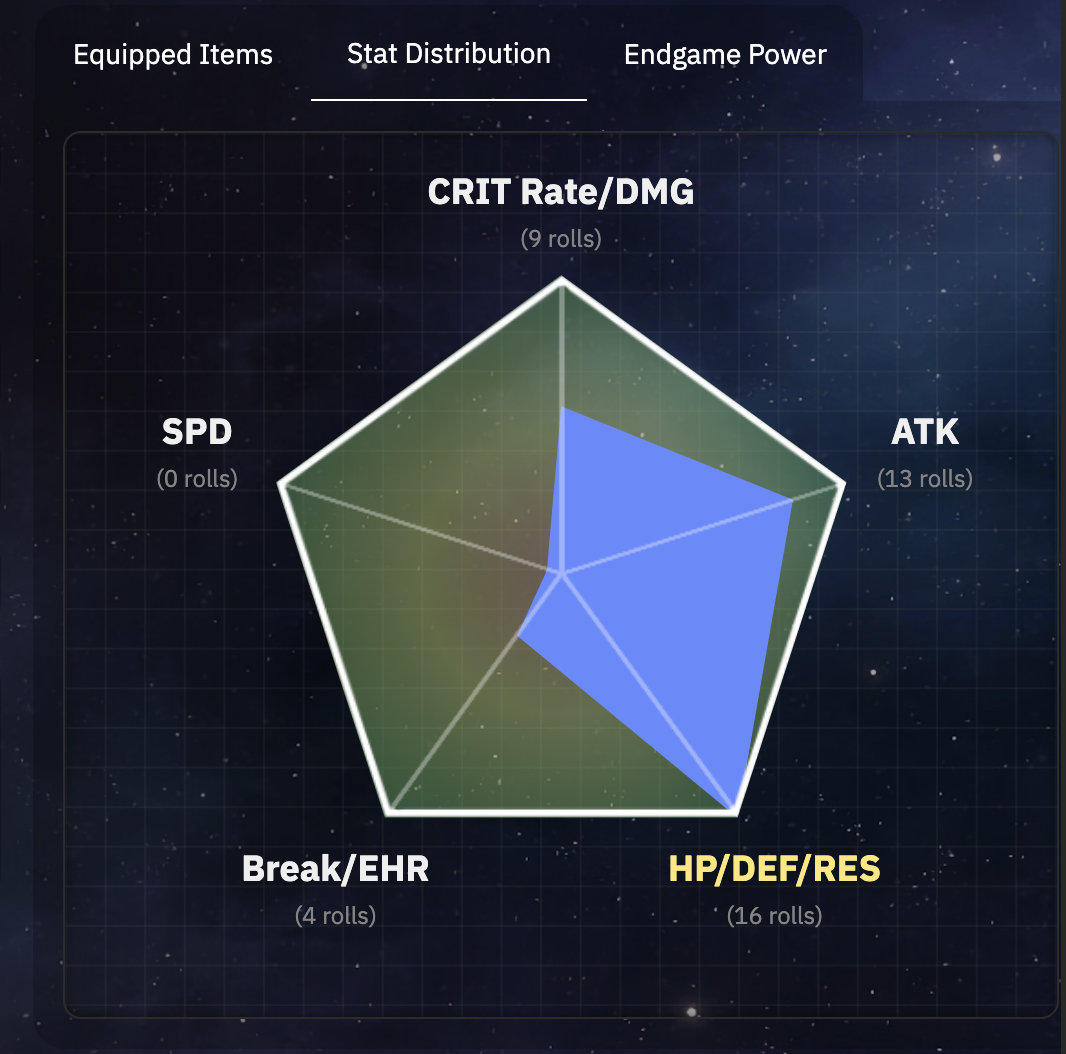 Equipped Items
Stat Distribution
Endgame Power
CRIT Rate/DMG
(9 rolls)
SPD
(0 rolls)
ATK
(13 rolls)
Break/EHR
(4 rolls)
HP/DEF/RES
(16 rolls)